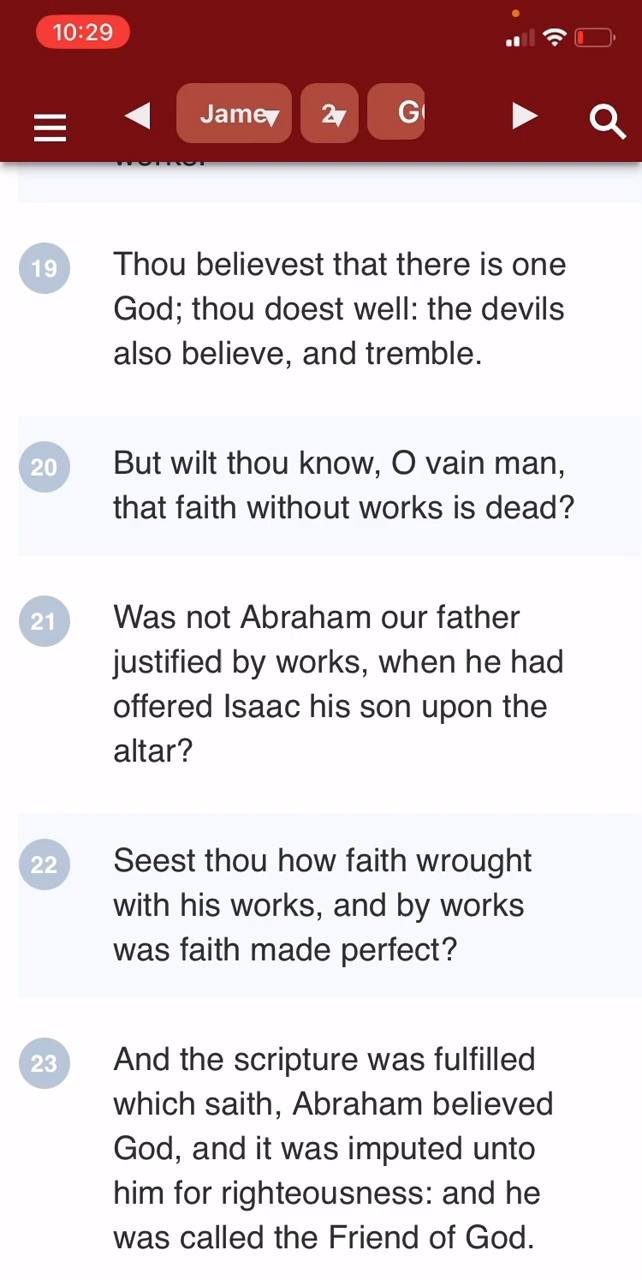 10:29
Jame
2
G
works.
19
Thou believest that there is one
God; thou doest well: the devils
also believe, and tremble.
20
But wilt thou know, O vain man,
that faith without works is dead?
21
Was not Abraham our father
justified by works, when he had
offered Isaac his son upon the
altar?
22
Seest thou how faith wrought
with his works, and by works
was faith made perfect?
23
And the scripture was fulfilled
which saith, Abraham believed
God, and it was imputed unto
him for righteousness: and he
was called the Friend of God.